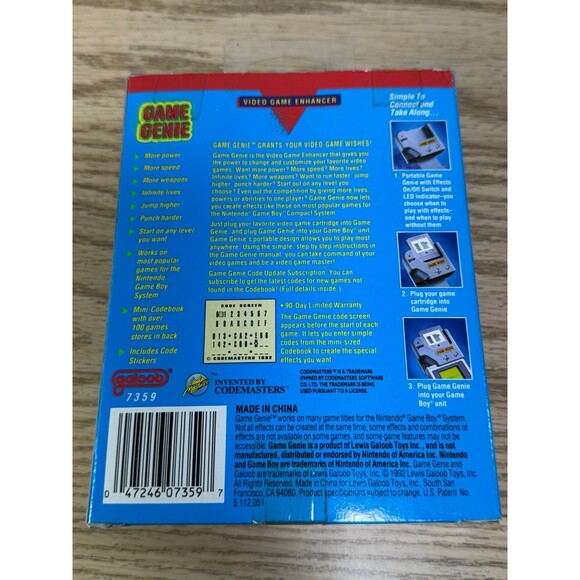 VIDEO GAME ENHANCER
GAME
GENIE
More power
More speed
More weapons
Infinite lives
Jump higher
Punch harder
Start on any level
you want
Works on
most popular
games for the
Nintendo
Game Boy
System
Mini-Codebook
with over
100 games
stores in back
Includes Code
Stickers
galoob
7359
GAME GENIE™ GRANTS YOUR VIDEO GAME WISHES!
Game Genie is the Video Game Enhancer that gives you
the power to change and customize your favorite video
games. Want more power? More speed? More lives?
Infinite lives? More weapons? Want to run faster, jump
higher, punch harder? Start out on any level you
choose? Even out the competition by giving more lives,
powers or abilities to one player? Game Genie now lets
you create effects like these on most popular games for
the Nintendo® Game Boy® Compact System.
Just plug your favorite video game cartridge into Game
Genie, and plug Game Genie into your Game Boy® unit.
Game Genie's portable design allows you to play most
anywhere. Using the simple, step by step instructions in
the Game Genie manual, you can take command of your
video games and be a video game master!
Game Genie Code Update Subscription. You can
subscribe to get the latest codes for new games not
found in the Codebook! (Full details inside.)
CODE SCREEN
CODEMASTERS 1992
• 90-Day Limited Warranty
The Game Genie code screen
appears before the start of each
game. It lets you enter simple
codes from the mini-sized
Codebook to create the special
effects you want.
INVENTED BY
CODEMASTERS™
CODEMASTERS IS A TRADEMARK
OWNED BY CODEMASTERS SOFTWARE
CO. LTD. THE TRADEMARK IS BEING
USED PURSUANT TO A LICENSE.
Simple To
Connect and
Take Along...
1. Portable Game
Genie with Effects
On/Off Switch and
LED Indicator—you
choose when to
play with effects—
and when to play
without them
2. Plug your game
cartridge into
Game Genie
3. Plug Game Genie
into your Game
Boy® unit
MADE IN CHINA
Game Genie™ works on many game titles for the Nintendo® Game Boy® System.
Not all effects can be created at the same time, some effects and combinations of
effects are not available on some games, and some game features may not be
accessible. Game Genie is a product of Lewis Galoob Toys Inc., and is not
manufactured, distributed or endorsed by Nintendo of America Inc. Nintendo
and Game Boy are trademarks of Nintendo of America Inc. Game Genie and
Galoob are trademarks of Lewis Galoob Toys, Inc. © 1992 Lewis Galoob Toys, Inc.
All Rights Reserved. Made in China for Lewis Galoob Toys, Inc., South San
Francisco, CA 94080. Product specifications subject to change. U.S. Patent No.
5,112,051
0 47246 07359 7